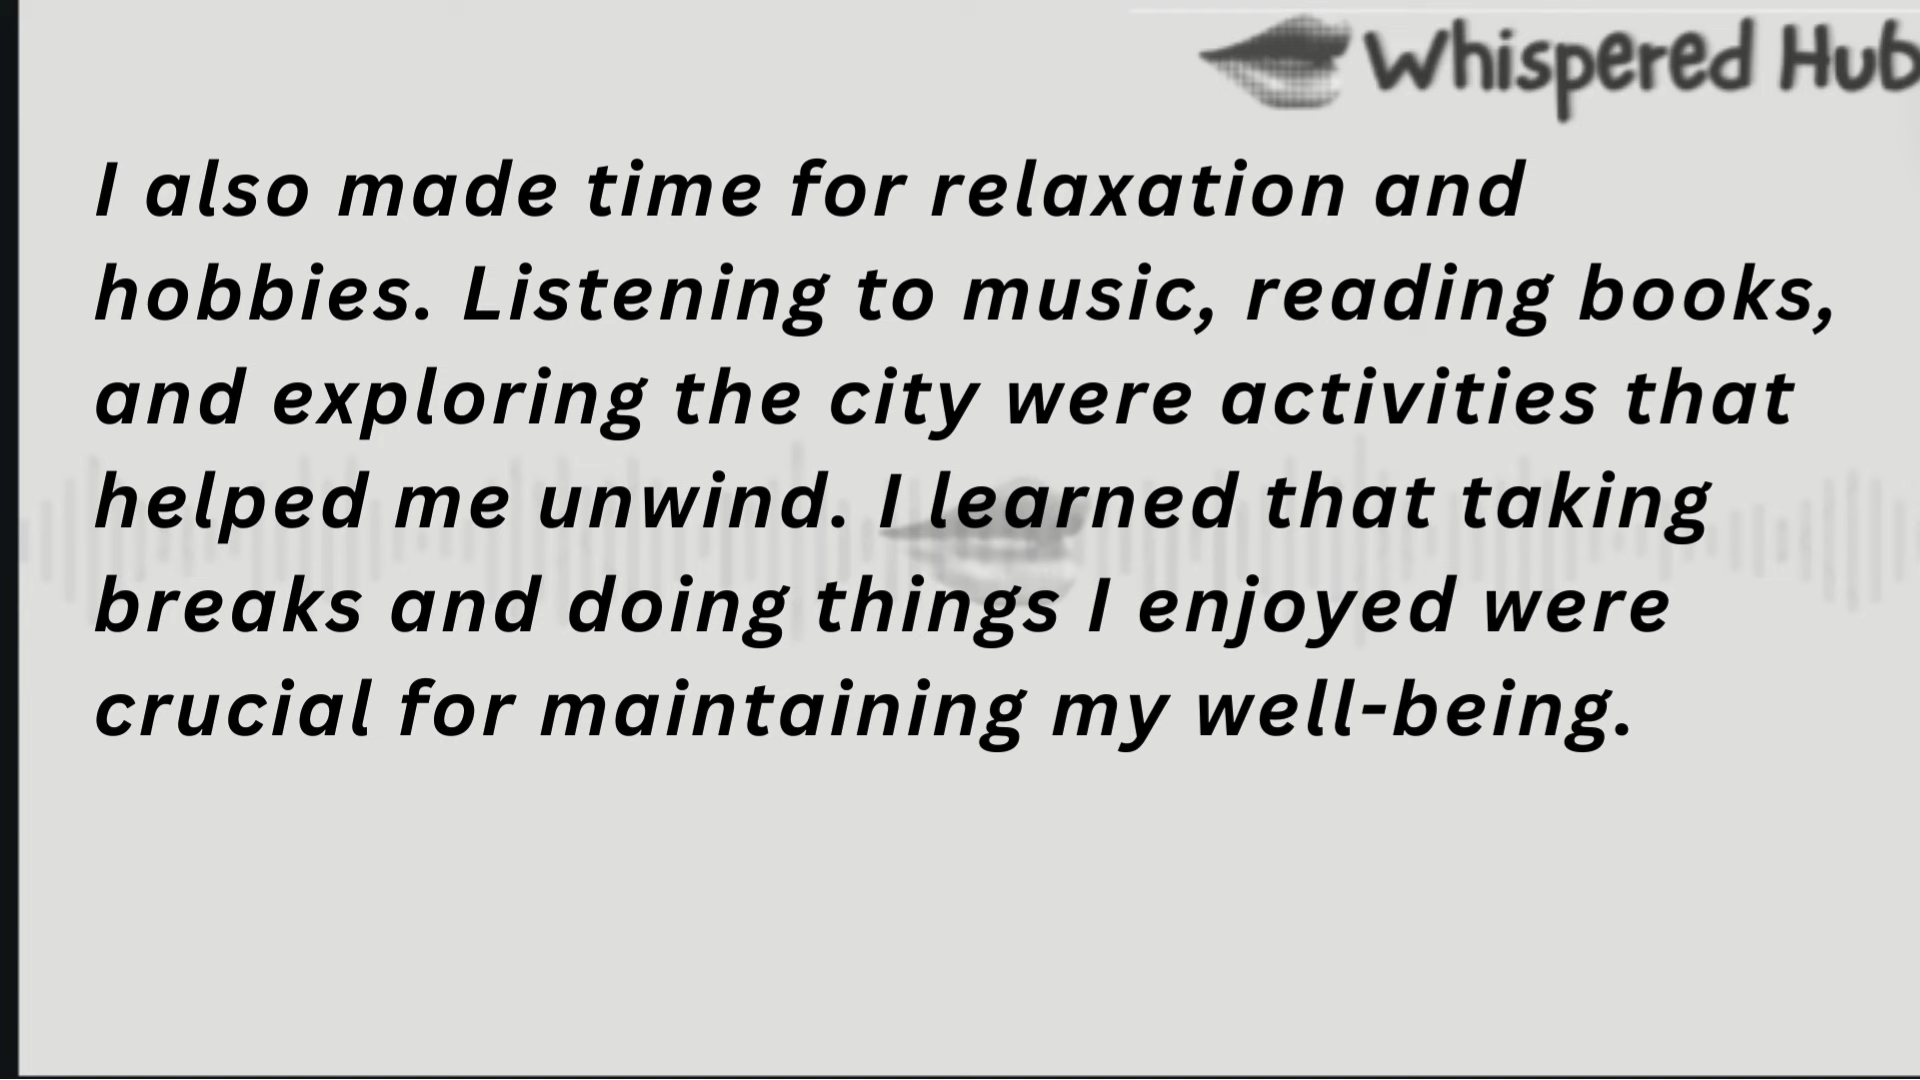 Whispered Hub
I also made time for relaxation and
hobbies. Listening to music, reading books,
and exploring the city were activities that
helped me unwind. I learned that taking
breaks and doing things I enjoyed were
crucial for maintaining my well-being.